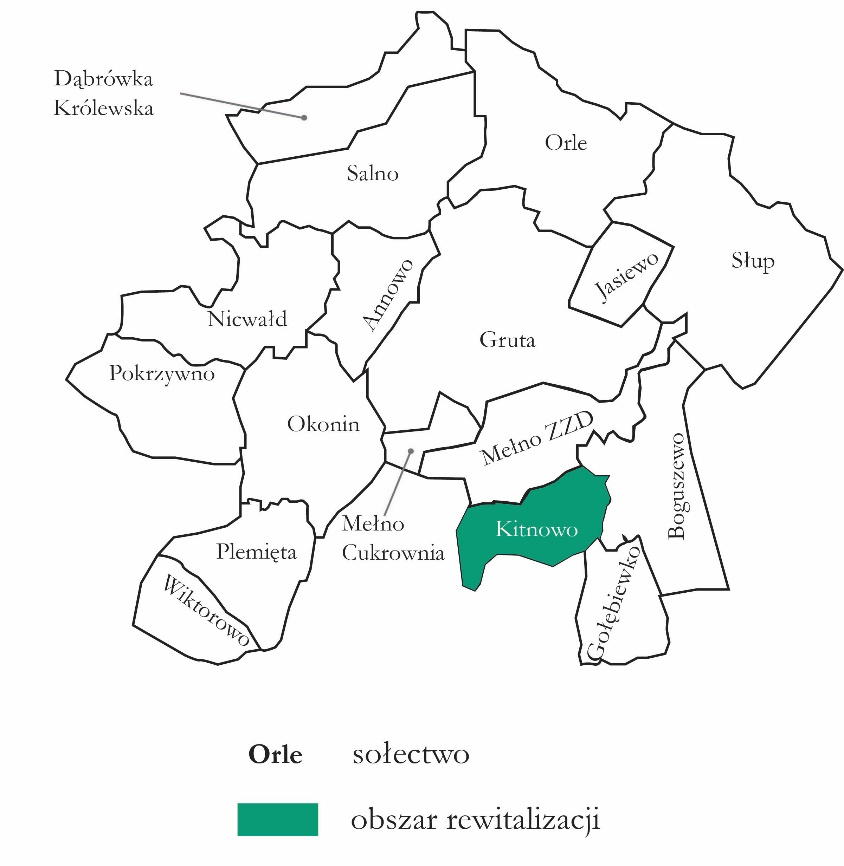 Dąbrówka
Królewska
Orle
Salno
Słup
Jasiewo
Annowo
Nicwałd
Gruta
Pokrzywno
Okonin
Mełno ZZD
Boguszewo
Mełno
Cukrownia
Kitnowo
Plemięta
Gołębiewko
Wiktorowo
Orle sołectwo
obszar rewitalizacji